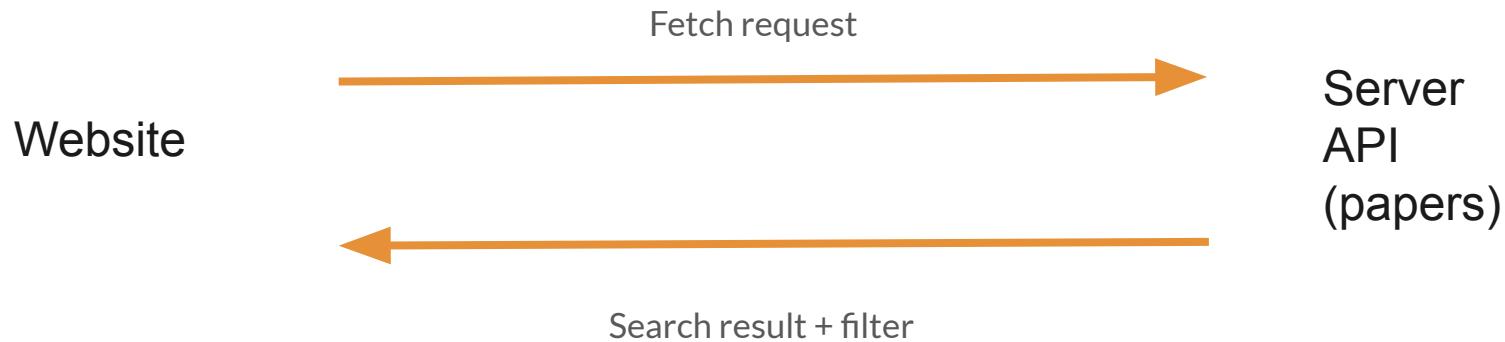 Fetch request
Website
Server
API
(papers)
Search result + filter